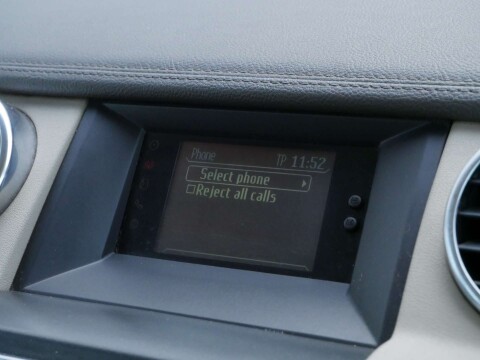 Phone TP 11:52
Select phone
Reject all calls